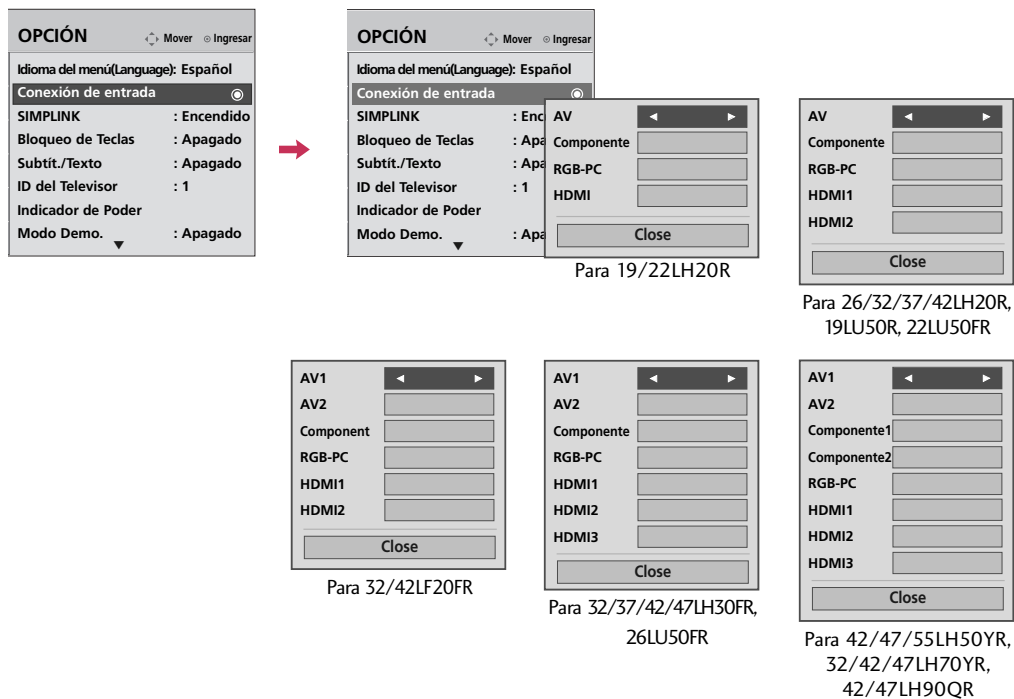 OPCIÓN Mover Ingresar
Idioma del menú(Language): Español
Conexión de entrada
SIMPLINK : Encendido
Bloqueo de Teclas : Apagado
Subtít./Texto : Apagado
ID del Televisor : 1
Indicador de Poder
Modo Demo. : Apagado
OPCIÓN Mover Ingresar
Idioma del menú(Language): Español
Conexión de entrada
SIMPLINK : Enc
Bloqueo de Teclas : Apa
Subtít./Texto : Apa
ID del Televisor : 1
Indicador de Poder
Modo Demo. : Apa
AV
Componente
RGB-PC
HDMI
Close
Para 19/22LH20R
AV
Componente
RGB-PC
HDMI1
HDMI2
Close
Para 26/32/37/42LH20R,
19LU50R, 22LU50FR
AV1
AV2
Component
RGB-PC
HDMI1
HDMI2
Close
Para 32/42LF20FR
AV1
AV2
Componente
RGB-PC
HDMI1
HDMI2
HDMI3
Close
Para 32/37/42/47LH30FR,
26LU50FR
AV1
AV2
Componente1
Componente2
RGB-PC
HDMI1
HDMI2
HDMI3
Close
Para 42/47/55LH50YR,
32/42/47LH70YR,
42/47LH90QR